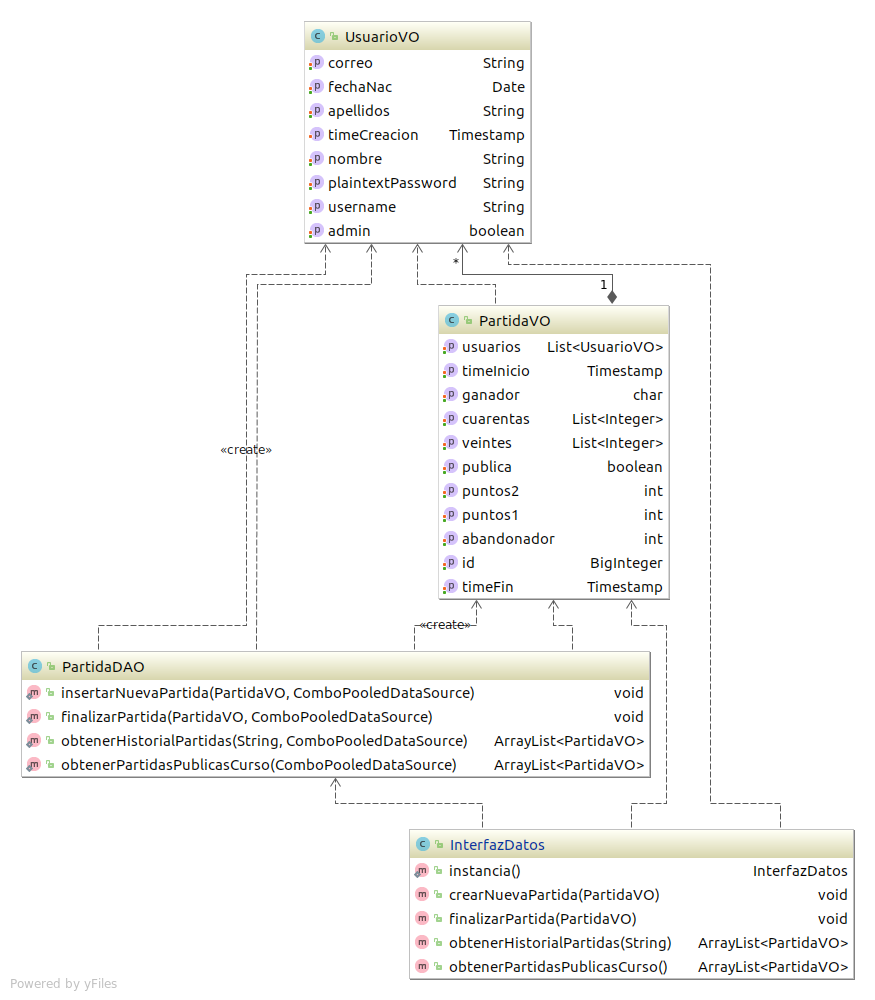 UsuarioVO
correo String
fechaNac Date
apellidos String
timeCreacion Timestamp
nombre String
plaintextPassword String
username String
admin boolean
*
1
PartidaVO
usuarios List<UsuarioVO>
timeInicio Timestamp
ganador char
cuarentas List<Integer>
veintes List<Integer>
publica boolean
puntos2 int
puntos1 int
abandonador int
id BigInteger
timeFin Timestamp
«create»
«create»
PartidaDAO
insertarNuevaPartida(PartidaVO, ComboPooledDataSource) void
finalizarPartida(PartidaVO, ComboPooledDataSource) void
obtenerHistorialPartidas(String, ComboPooledDataSource) ArrayList<PartidaVO>
obtenerPartidasPublicasCurso(ComboPooledDataSource) ArrayList<PartidaVO>
InterfazDatos
instancia() InterfazDatos
crearNuevaPartida(PartidaVO) void
finalizarPartida(PartidaVO) void
obtenerHistorialPartidas(String) ArrayList<PartidaVO>
obtenerPartidasPublicasCurso() ArrayList<PartidaVO>
Powered by yFiles